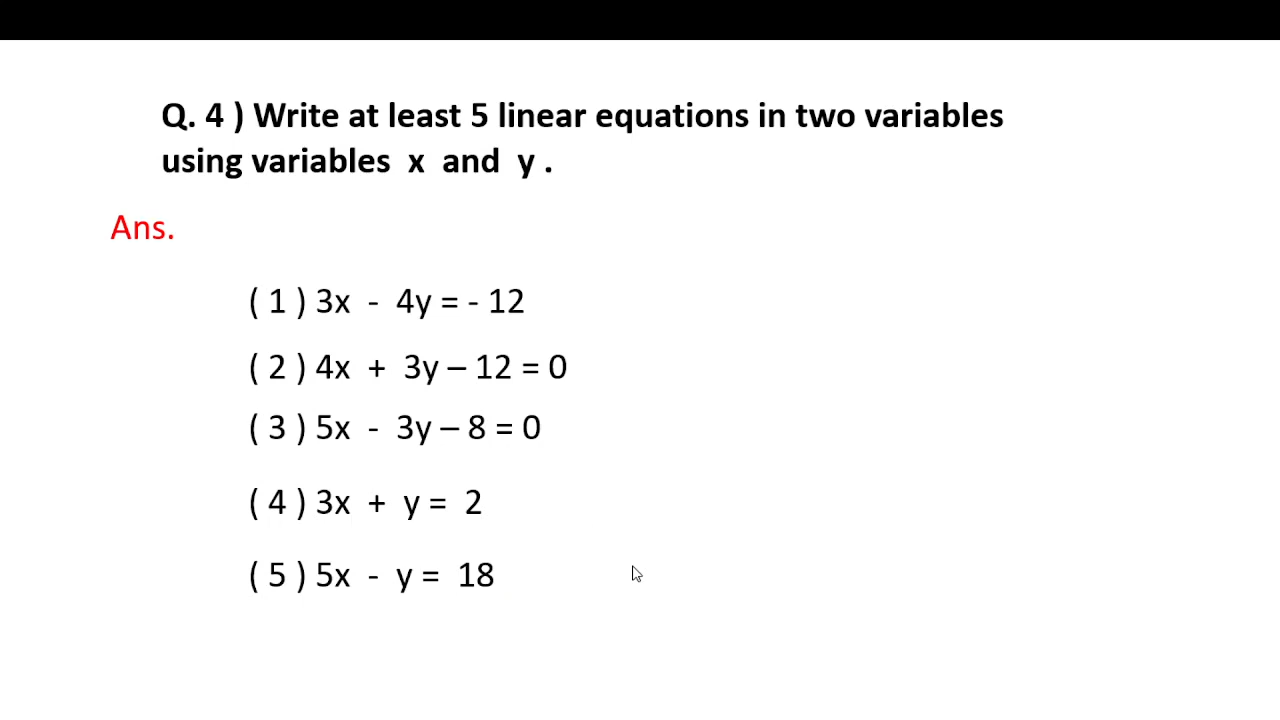 Q. 4 ) Write at least 5 linear equations in two variables
using variables x and y .
Ans.
( 1 ) 3x - 4y = - 12
( 2 ) 4x + 3y – 12 = 0
( 3 ) 5x - 3y – 8 = 0
( 4 ) 3x + y = 2
( 5 ) 5x - y = 18